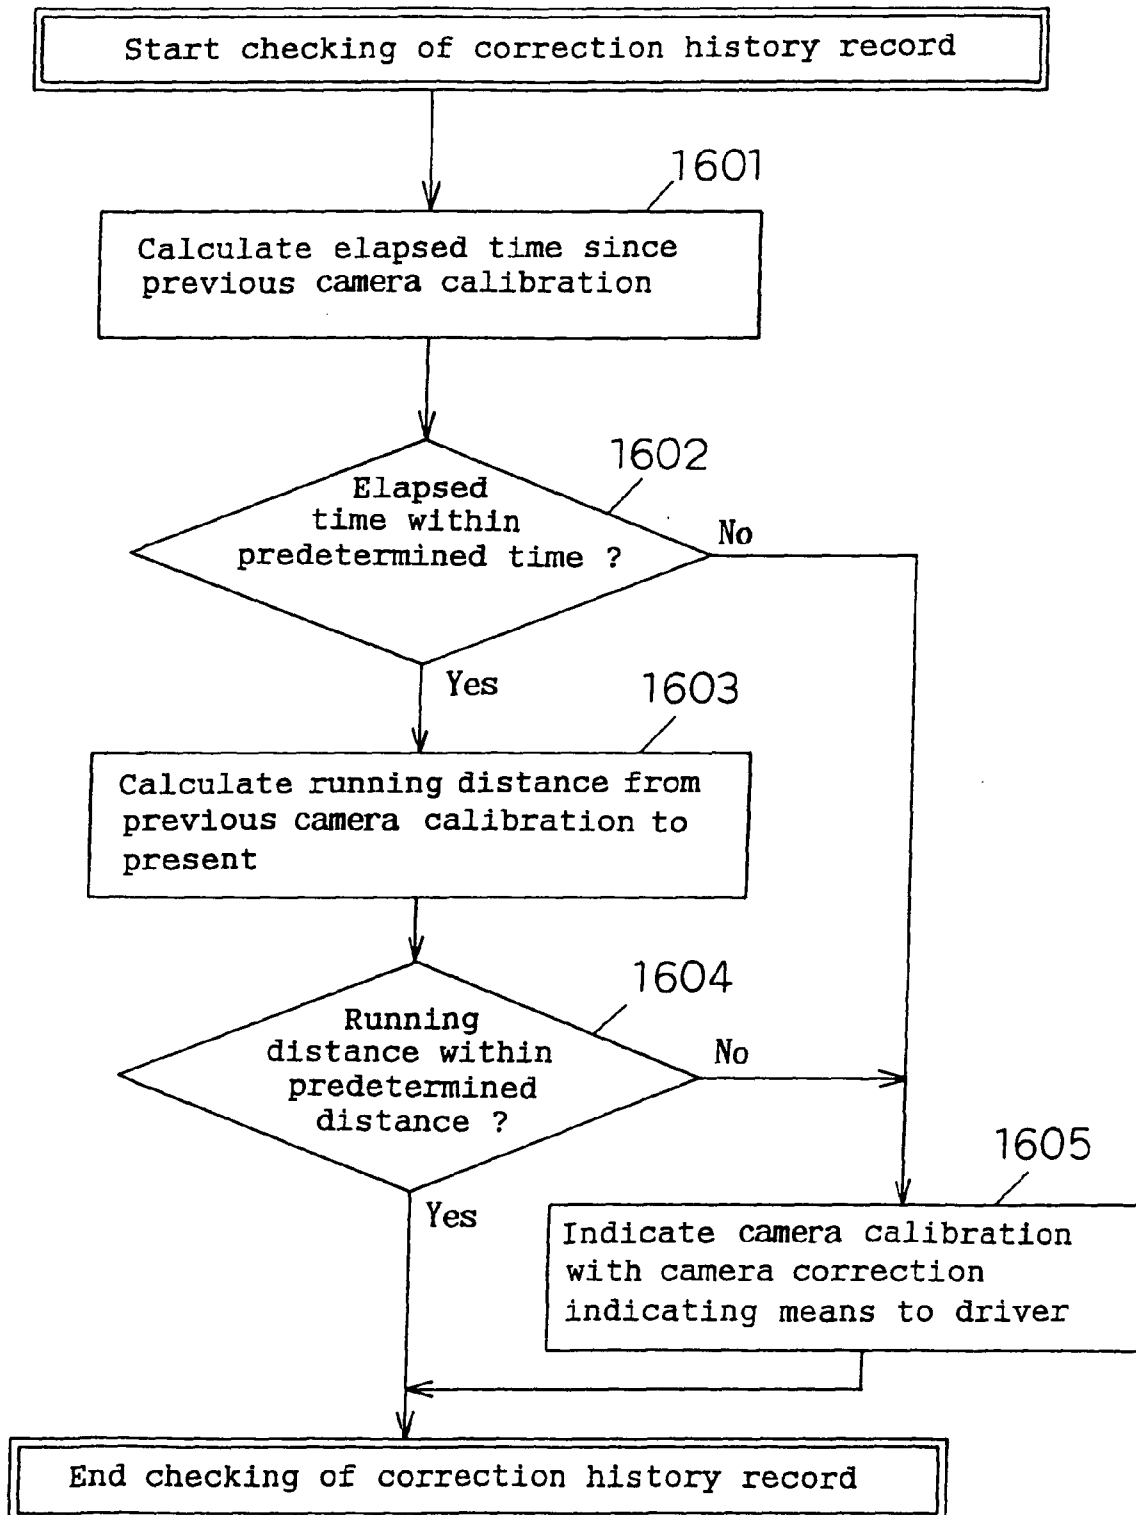 Start checking of correction history record
1601
Calculate elapsed time since
previous camera calibration
1602
Elapsed
time within
predetermined time ?
No
Yes
1603
Calculate running distance from
previous camera calibration to
present
1604
Running
distance within
predetermined
distance ?
No
Yes
1605
Indicate camera calibration
with camera correction
indicating means to driver
End checking of correction history record